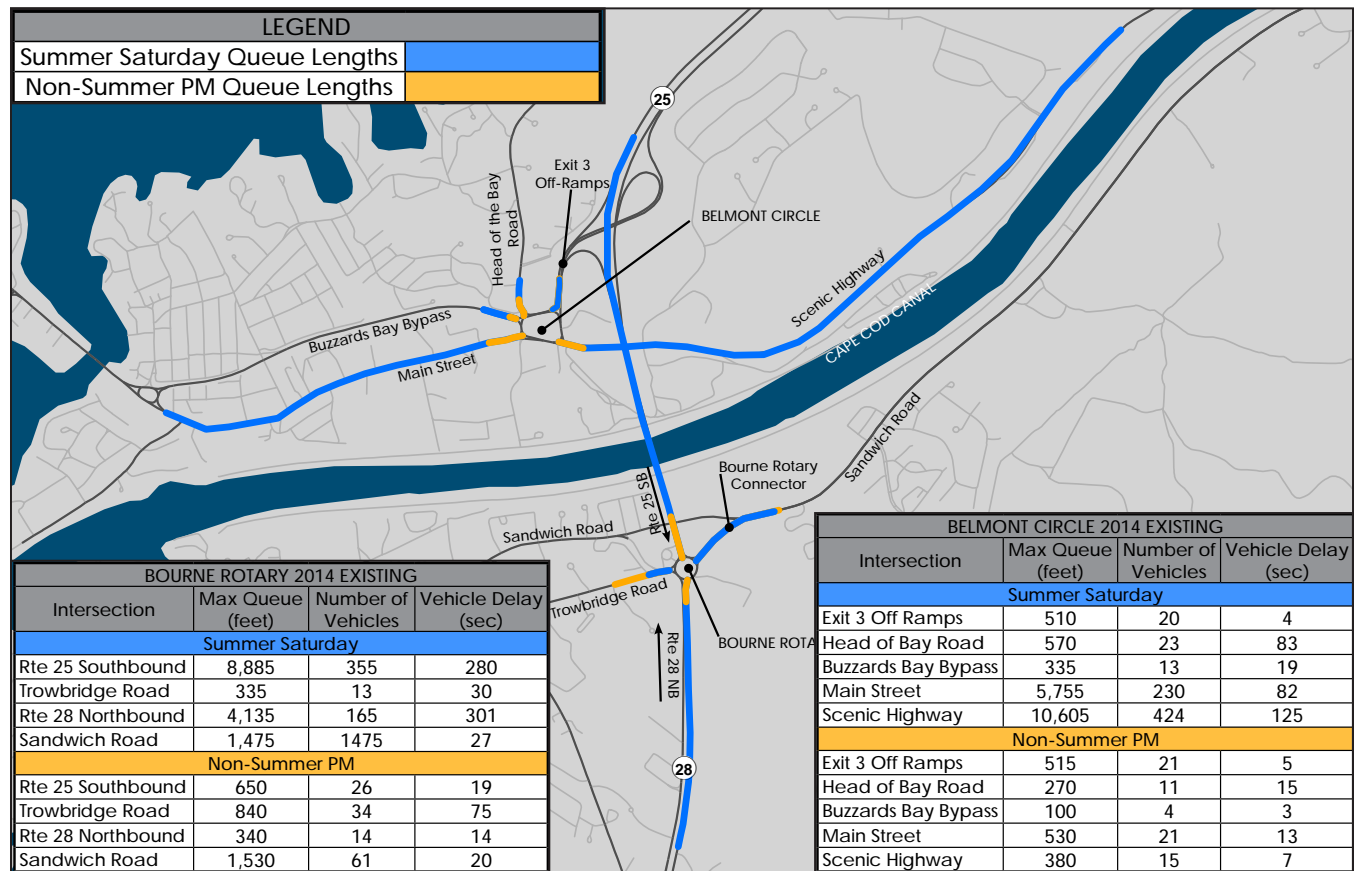 LEGEND
Summer Saturday Queue Lengths
Non-Summer PM Queue Lengths
25
Exit 3
Off-Ramps
Head of the Bay
Road
BELMONT CIRCLE
Scenic Highway
CAPE COD CANAL
Buzzards Bay Bypass
Main Street
Sandwich Road
Bourne Rotary
Connector
Rte 25 SB
Sandwich Road
Trowbridge Road
BOURNE ROTA
Rte 28 NB
28
BOURNE ROTARY 2014 EXISTING
Intersection Max Queue (feet) Number of Vehicles Vehicle Delay (sec)
Summer Saturday
Rte 25 Southbound 8,885 355 280
Trowbridge Road 335 13 30
Rte 28 Northbound 4,135 165 301
Sandwich Road 1,475 1475 27
Non-Summer PM
Rte 25 Southbound 650 26 19
Trowbridge Road 840 34 75
Rte 28 Northbound 340 14 14
Sandwich Road 1,530 61 20
BELMONT CIRCLE 2014 EXISTING
Intersection Max Queue (feet) Number of Vehicles Vehicle Delay (sec)
Summer Saturday
Exit 3 Off Ramps 510 20 4
Head of Bay Road 570 23 83
Buzzards Bay Bypass 335 13 19
Main Street 5,755 230 82
Scenic Highway 10,605 424 125
Non-Summer PM
Exit 3 Off Ramps 515 21 5
Head of Bay Road 270 11 15
Buzzards Bay Bypass 100 4 3
Main Street 530 21 13
Scenic Highway 380 15 7